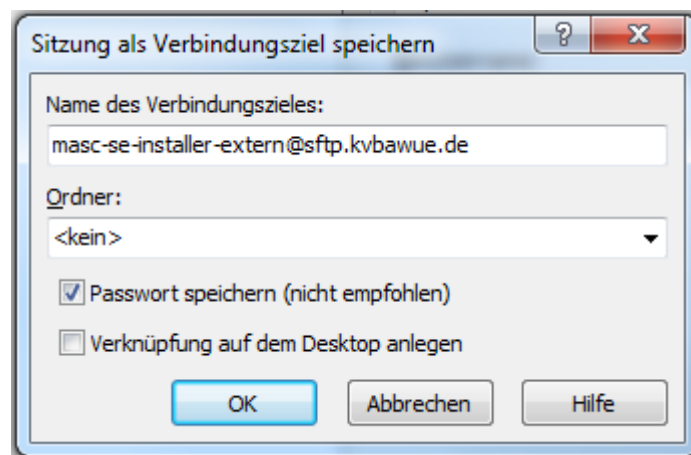 Sitzung als Verbindungsziel speichern
Name des Verbindungszieles:
masc-se-installer-extern@sftp.kvbawue.de
Ordner:
<kein>
Passwort speichern (nicht empfohlen)
Verknüpfung auf dem Desktop anlegen
OK Abbrechen Hilfe